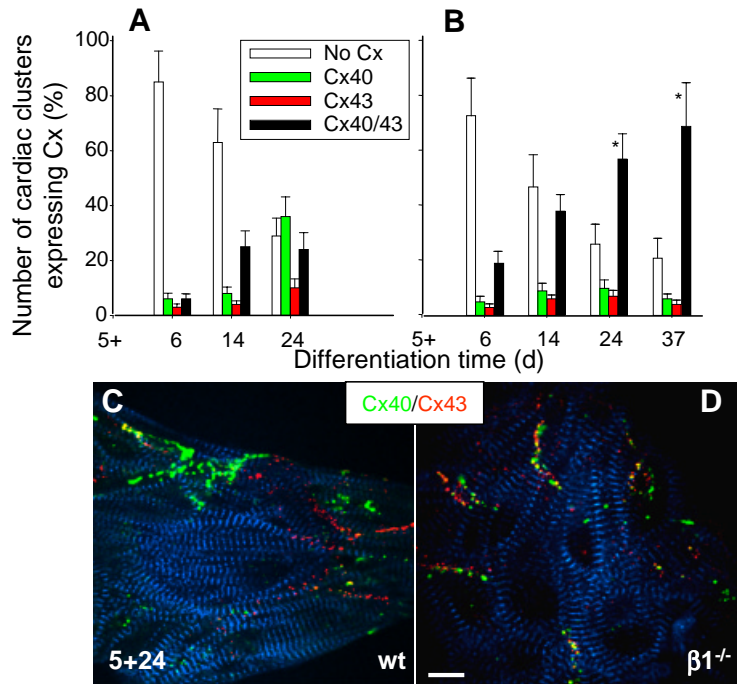 A
B
Number of cardiac clusters
expressing Cx (%)
100
80
60
40
20
0
No Cx
Cx40
Cx43
Cx40/43
*
*
5+ 6 14 24
5+ 6 14 24 37
Differentiation time (d)
C
Cx40/Cx43
D
5+24
wt
β1-/-